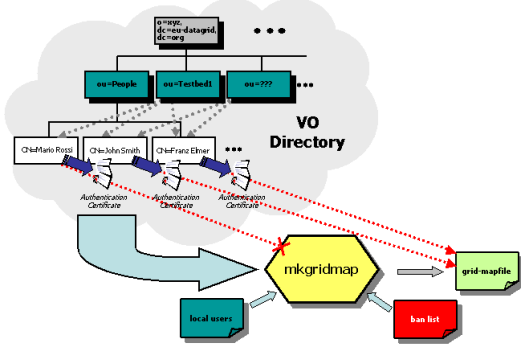 o=xyz,
dc=eu-datagrid,
dc=org
ou=People
ou=Testbed1
ou=???
VO
Directory
CN=Mario Rossi
CN=John Smith
CN=Franz Elmer
Authentication
Certificate
Authentication
Certificate
Authentication
Certificate
mkgridmap
grid-mapfile
local users
ban list